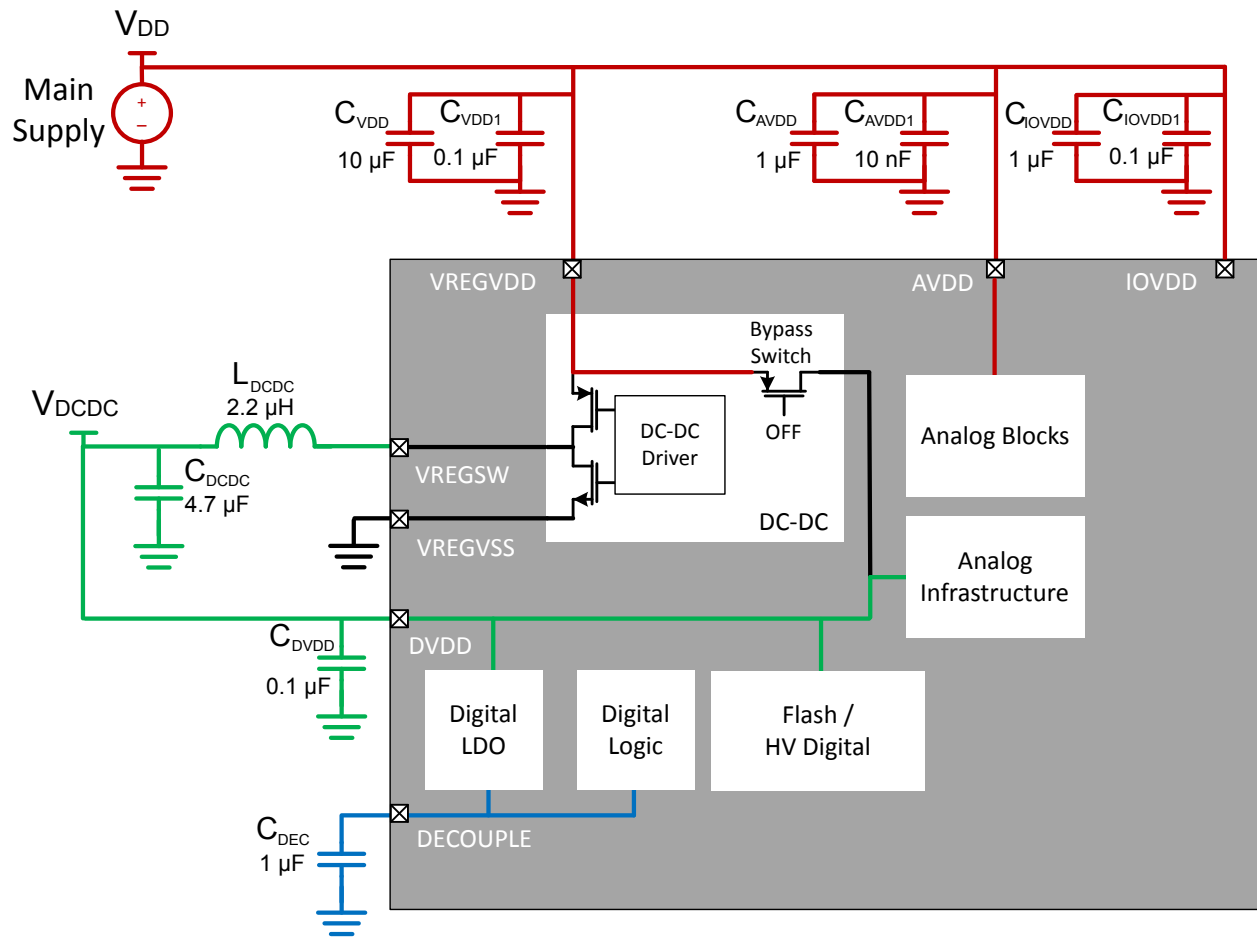 VDD
Main
Supply
+
–
CVDD
10 µF
CVDD1
0.1 µF
CAVDD
1 µF
CAVDD1
10 nF
CIOVDD
1 µF
CIOVDD1
0.1 µF
VREGVDD
AVDD
IOVDD
Bypass
Switch
OFF
LDCDC
2.2 µH
VDCDC
CDCDC
4.7 µF
VREGSW
DC-DC
Driver
DC-DC
VREGVSS
Analog Blocks
Analog
Infrastructure
DVDD
CDVDD
0.1 µF
Digital
LDO
Digital
Logic
Flash /
HV Digital
DECOUPLE
CDEC
1 µF